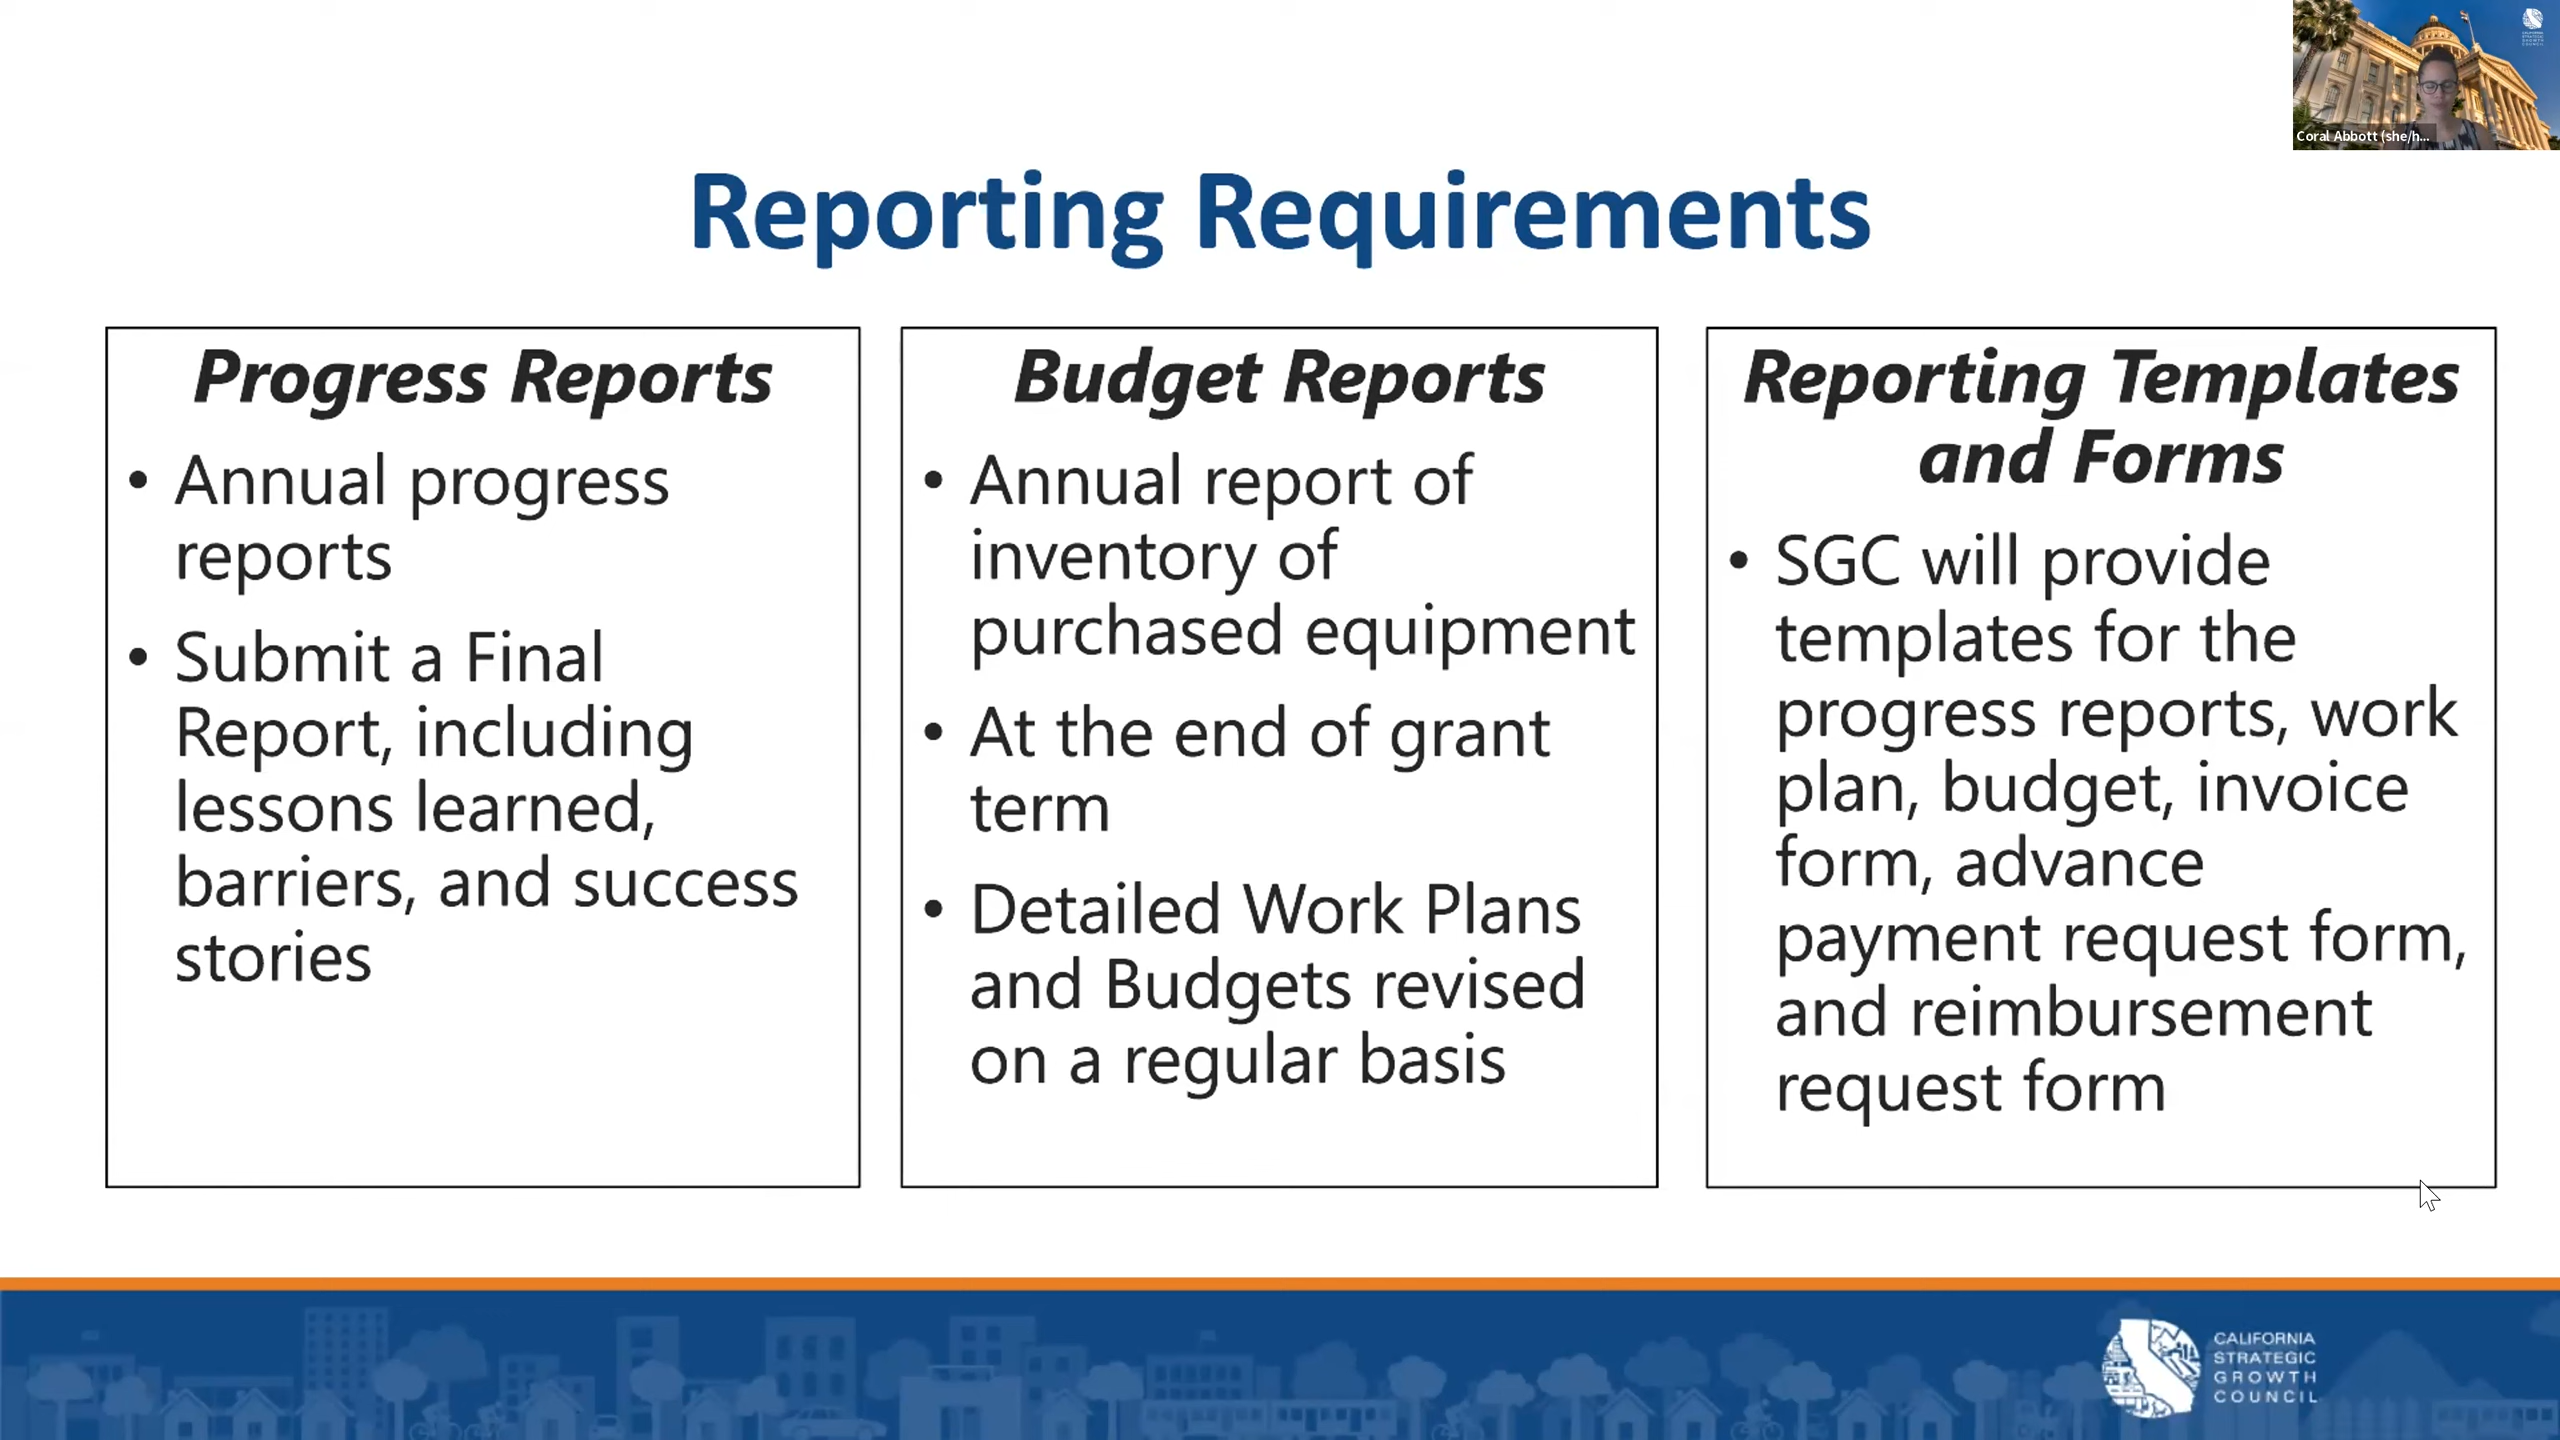 Coral Abbott (she/h...
Reporting Requirements
Progress Reports
• Annual progress
reports
• Submit a Final
Report, including
lessons learned,
barriers, and success
stories
Budget Reports
• Annual report of
inventory of
purchased equipment
• At the end of grant
term
• Detailed Work Plans
and Budgets revised
on a regular basis
Reporting Templates
and Forms
• SGC will provide
templates for the
progress reports, work
plan, budget, invoice
form, advance
payment request form,
and reimbursement
request form
CALIFORNIA
STRATEGIC
GROWTH
COUNCIL